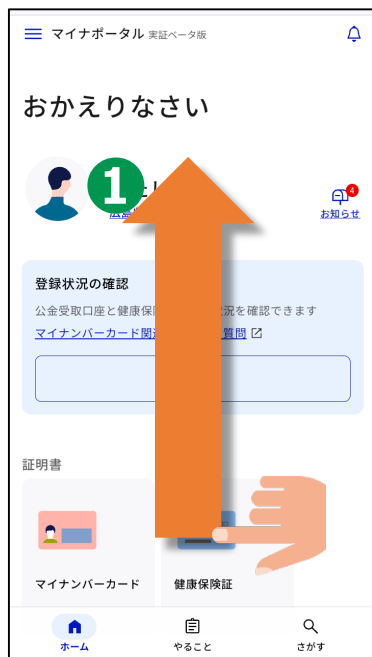 マイナポータル 実証ベータ版
おかえりなさい
1
4
お知らせ
登録状況の確認
公金受取口座と健康保 況を確認できます
マイナンバーカード関 質問
証明書
マイナンバーカード
健康保険証
ホーム
やること
さがす